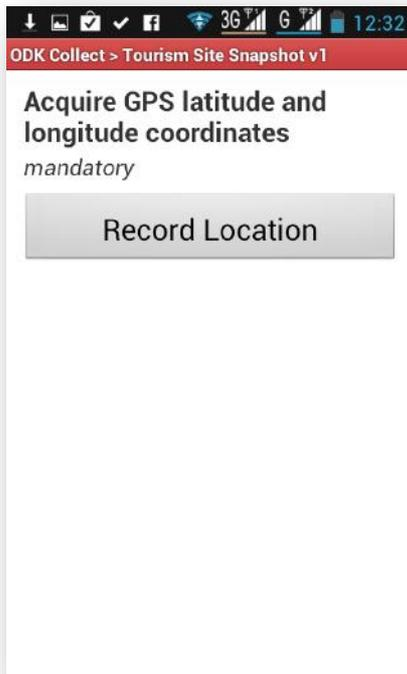 3G G 12:32
ODK Collect > Tourism Site Snapshot v1
Acquire GPS latitude and
longitude coordinates
mandatory
Record Location